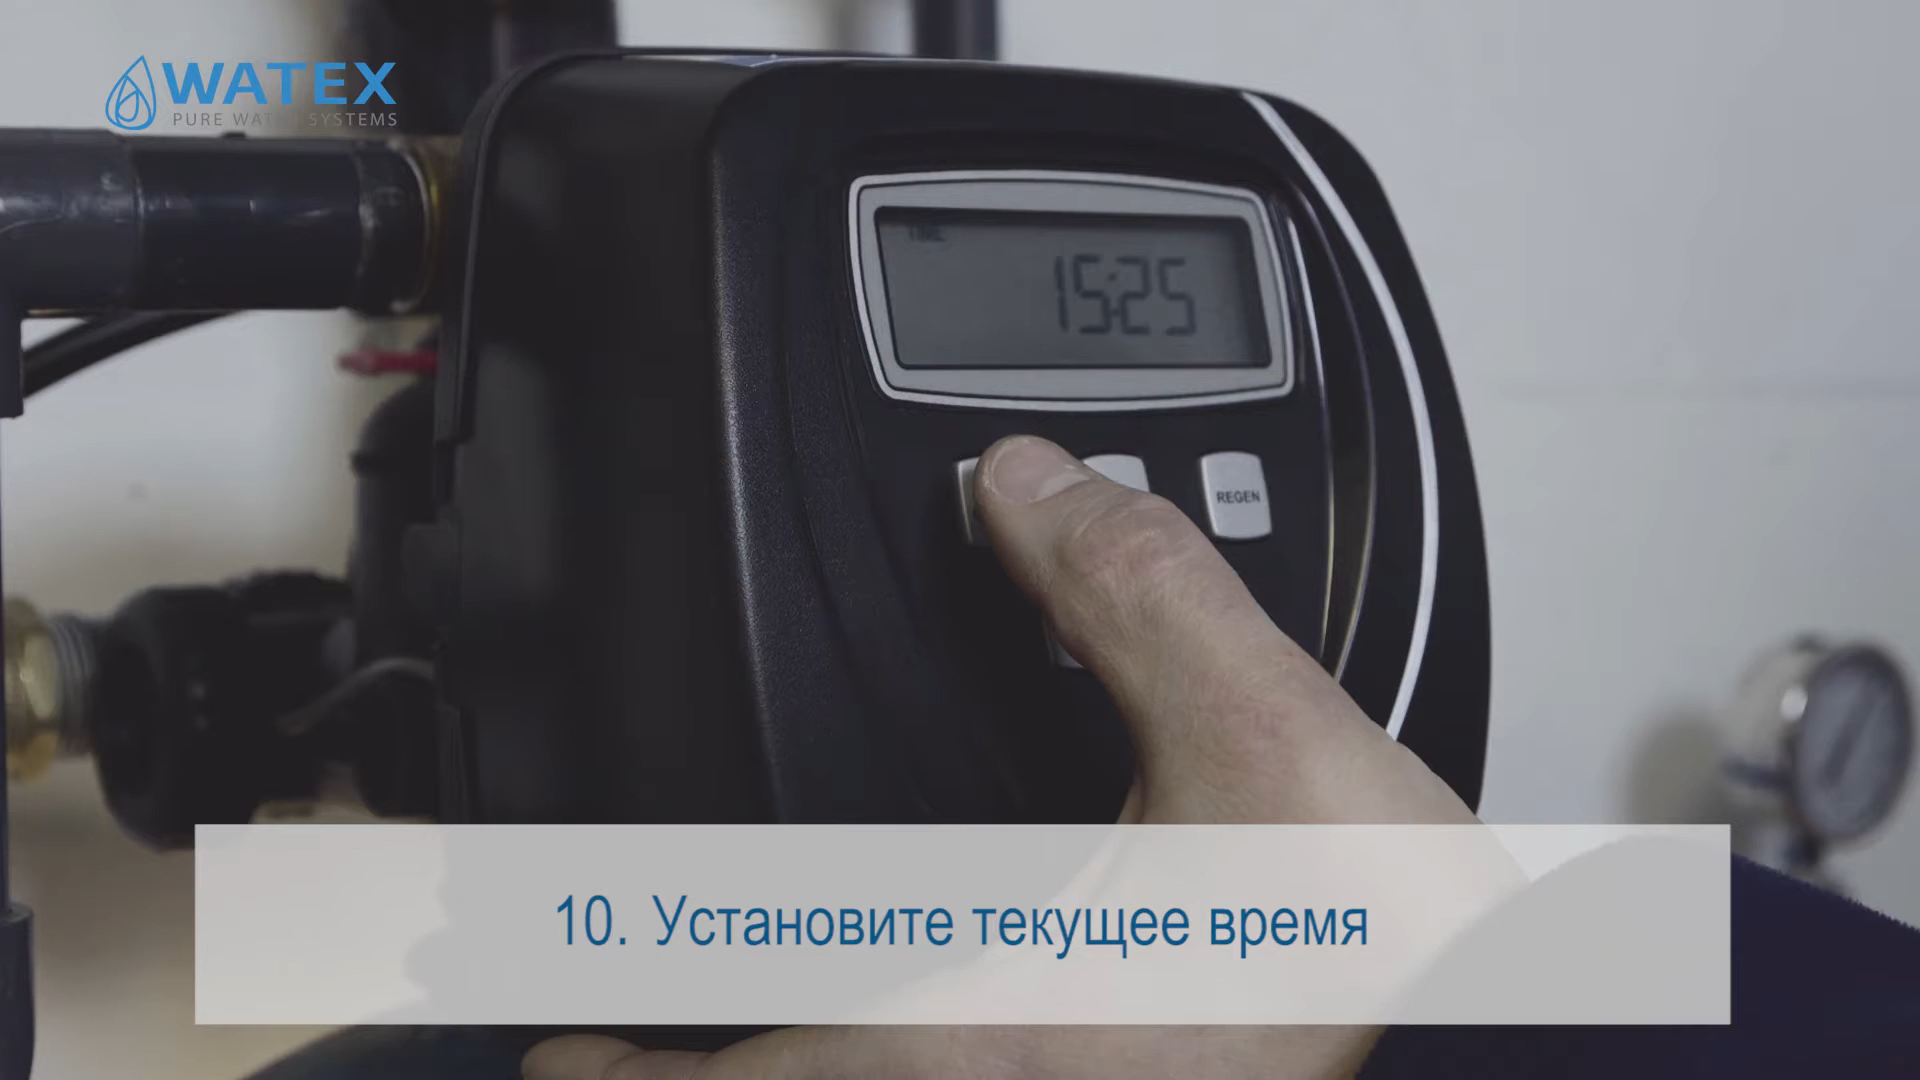 WATEX
PURE WATER SYSTEMS
TIME
15:25
REGEN
10. Установите текущее время